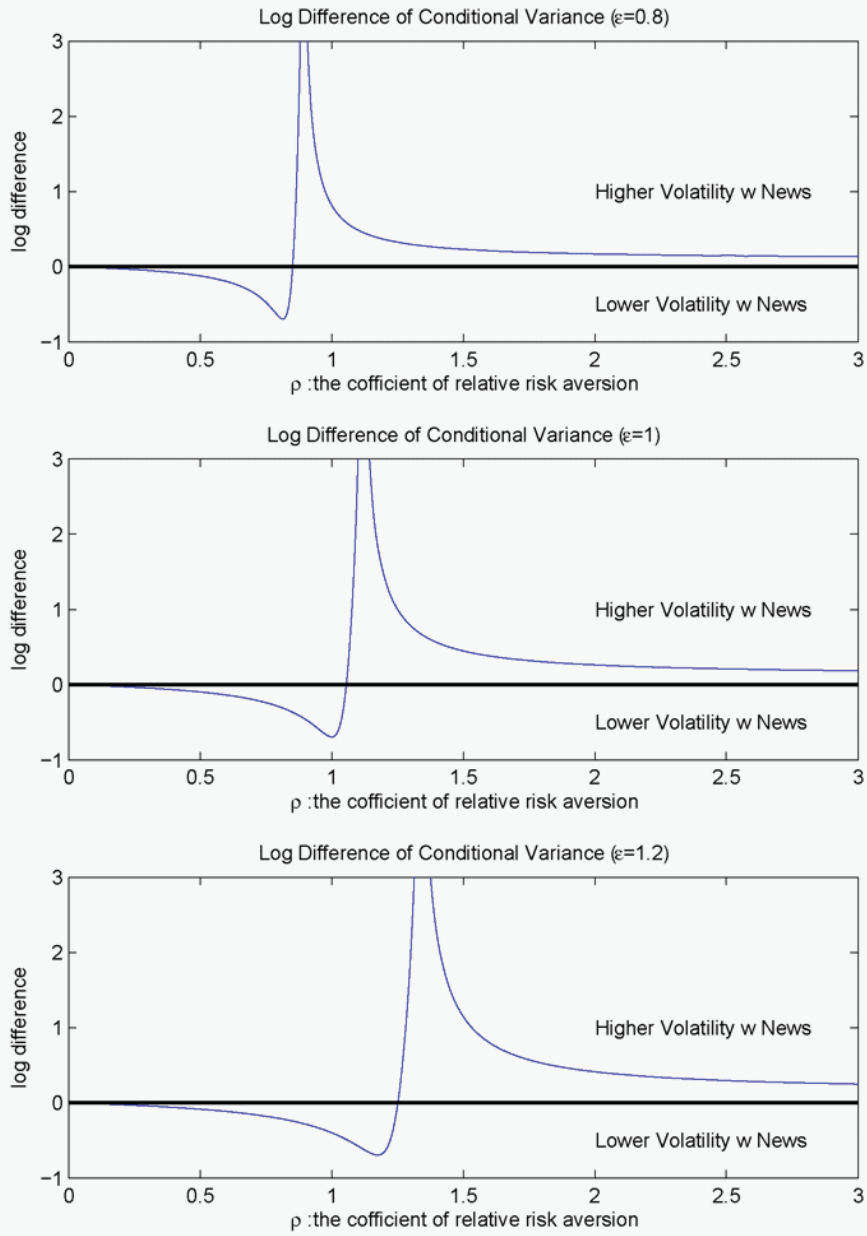 Log Difference of Conditional Variance (ε=0.8)
3
2
1
0
−1
log difference
Higher Volatility w News
Lower Volatility w News
0 0.5 1 1.5 2 2.5 3
ρ :the cofficient of relative risk aversion
Log Difference of Conditional Variance (ε=1)
3
2
1
0
−1
log difference
Higher Volatility w News
Lower Volatility w News
0 0.5 1 1.5 2 2.5 3
ρ :the cofficient of relative risk aversion
Log Difference of Conditional Variance (ε=1.2)
3
2
1
0
−1
log difference
Higher Volatility w News
Lower Volatility w News
0 0.5 1 1.5 2 2.5 3
ρ :the cofficient of relative risk aversion